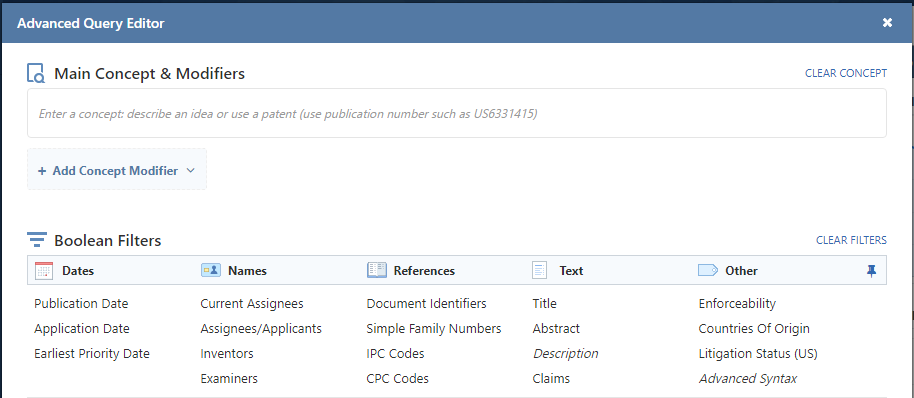 Advanced Query Editor
Main Concept & Modifiers
CLEAR CONCEPT
Enter a concept: describe an idea or use a patent (use publication number such as US6331415)
+ Add Concept Modifier
Boolean Filters
CLEAR FILTERS
Dates Names References Text Other
Publication Date Current Assignees Document Identifiers Title Enforceability
Application Date Assignees/Applicants Simple Family Numbers Abstract Countries Of Origin
Earliest Priority Date Inventors IPC Codes Description Litigation Status (US)
Examiners CPC Codes Claims Advanced Syntax